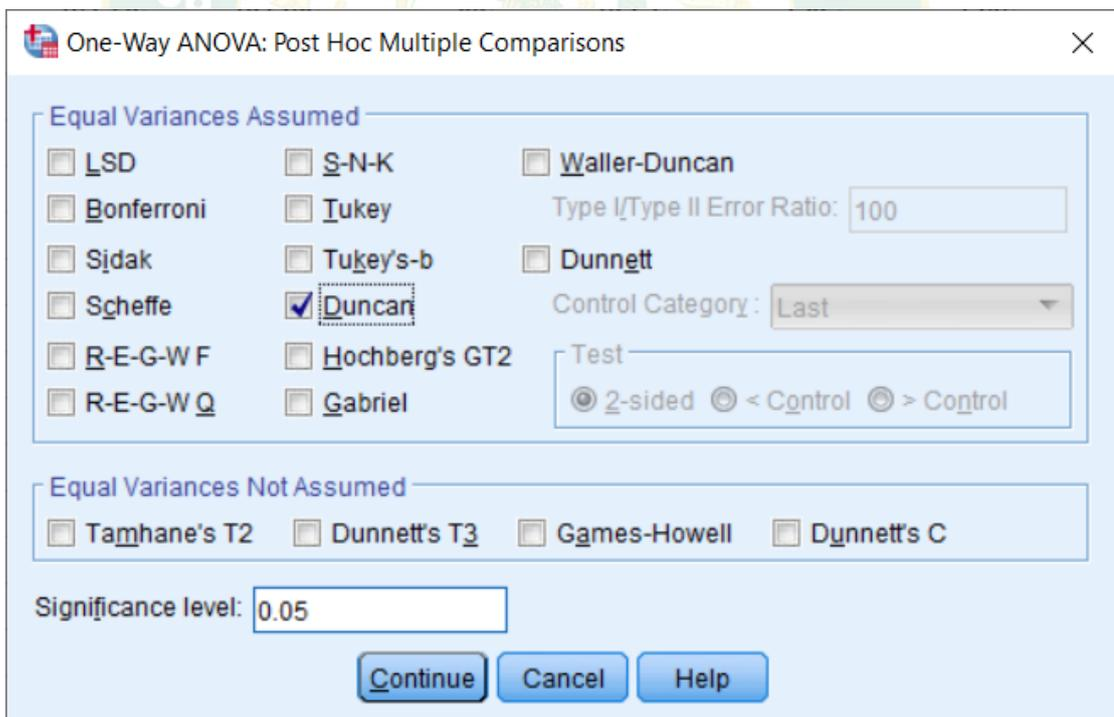 One-Way ANOVA: Post Hoc Multiple Comparisons
Equal Variances Assumed
LSD S-N-K Waller-Duncan
Bonferroni Tukey Type I/Type II Error Ratio: 100
Sidak Tukey's-b Dunnett
Scheffe Duncan Control Category : Last
R-E-G-W F Hochberg's GT2 Test
R-E-G-W Q Gabriel 2-sided < Control > Control
Equal Variances Not Assumed
Tamhane's T2 Dunnett's T3 Games-Howell Dunnett's C
Significance level: 0.05
Continue Cancel Help